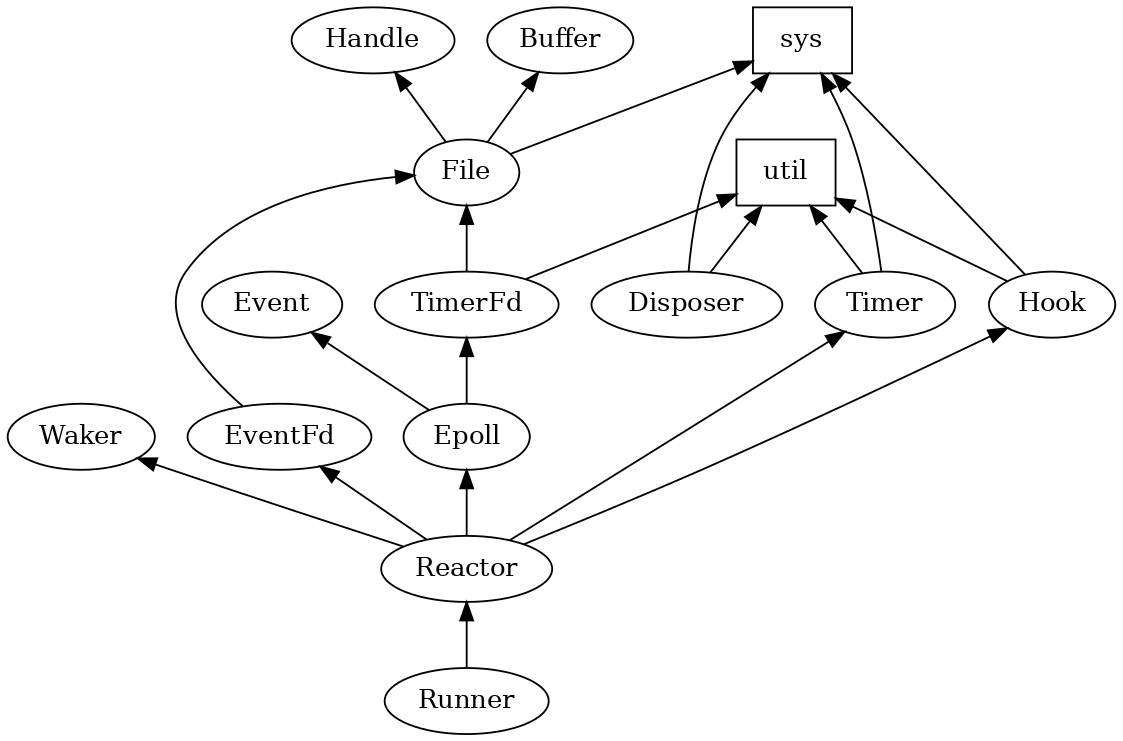 Handle
Buffer
sys
File
util
Event
TimerFd
Disposer
Timer
Hook
Waker
EventFd
Epoll
Reactor
Runner